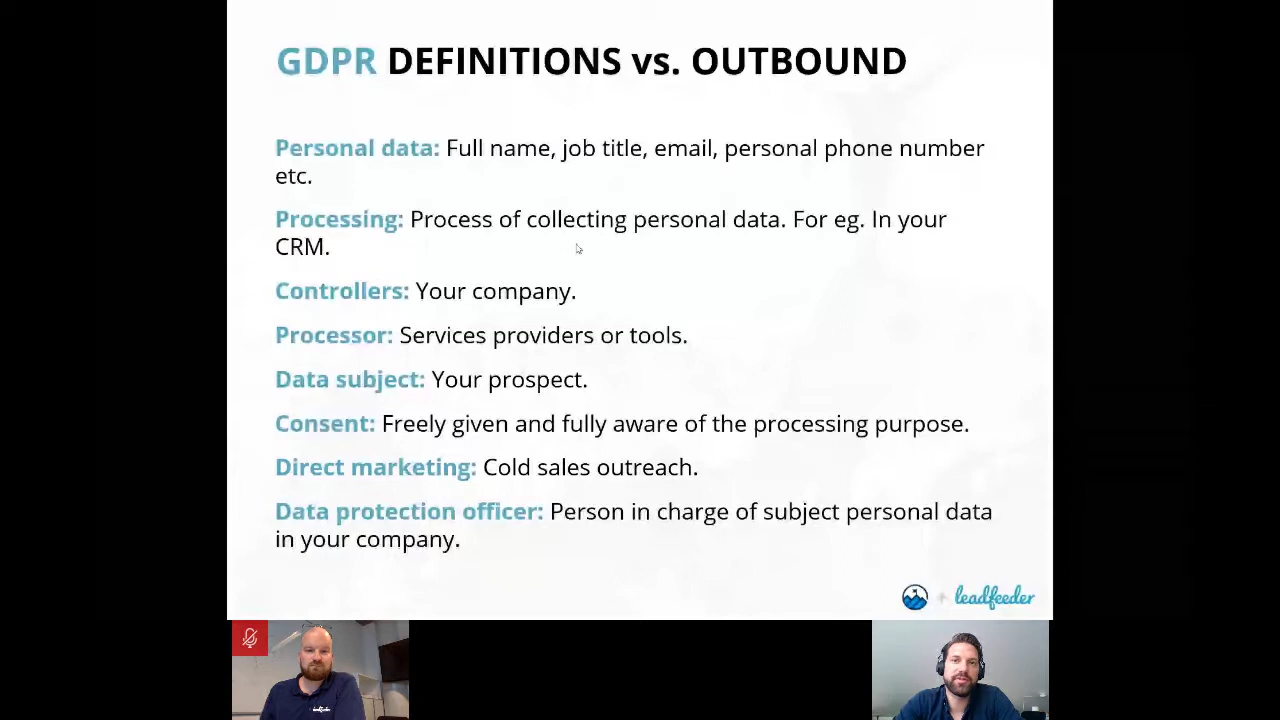 GDPR DEFINITIONS vs. OUTBOUND
Personal data: Full name, job title, email, personal phone number
etc.
Processing: Process of collecting personal data. For eg. In your
CRM.
Controllers: Your company.
Processor: Services providers or tools.
Data subject: Your prospect.
Consent: Freely given and fully aware of the processing purpose.
Direct marketing: Cold sales outreach.
Data protection officer: Person in charge of subject personal data
in your company.
+ leadfeeder